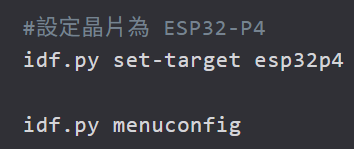 #設定晶片為 ESP32-P4
idf.py set-target esp32p4
idf.py menuconfig